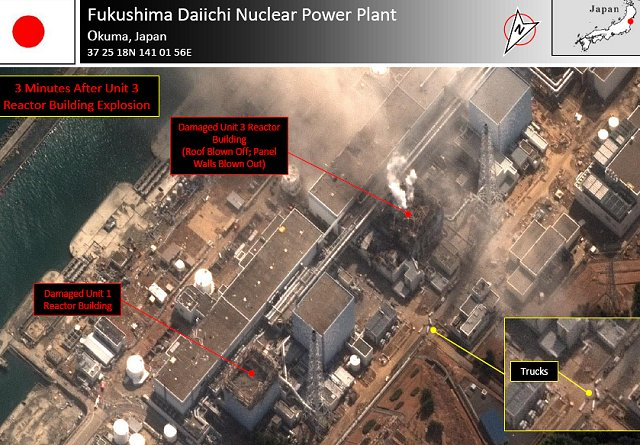 Fukushima Daiichi Nuclear Power Plant
Okuma, Japan
37 25 18N 141 01 56E
Japan
3 Minutes After Unit 3
Reactor Building Explosion
Damaged Unit 3 Reactor
Building
(Roof Blown Off; Panel
Walls Blown Out)
Damaged Unit 1
Reactor Building
Trucks